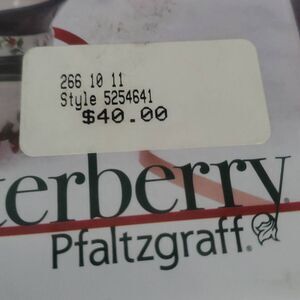 266 10 11
Style 5254641
$40.00
terberry
Pfaltzgraff®